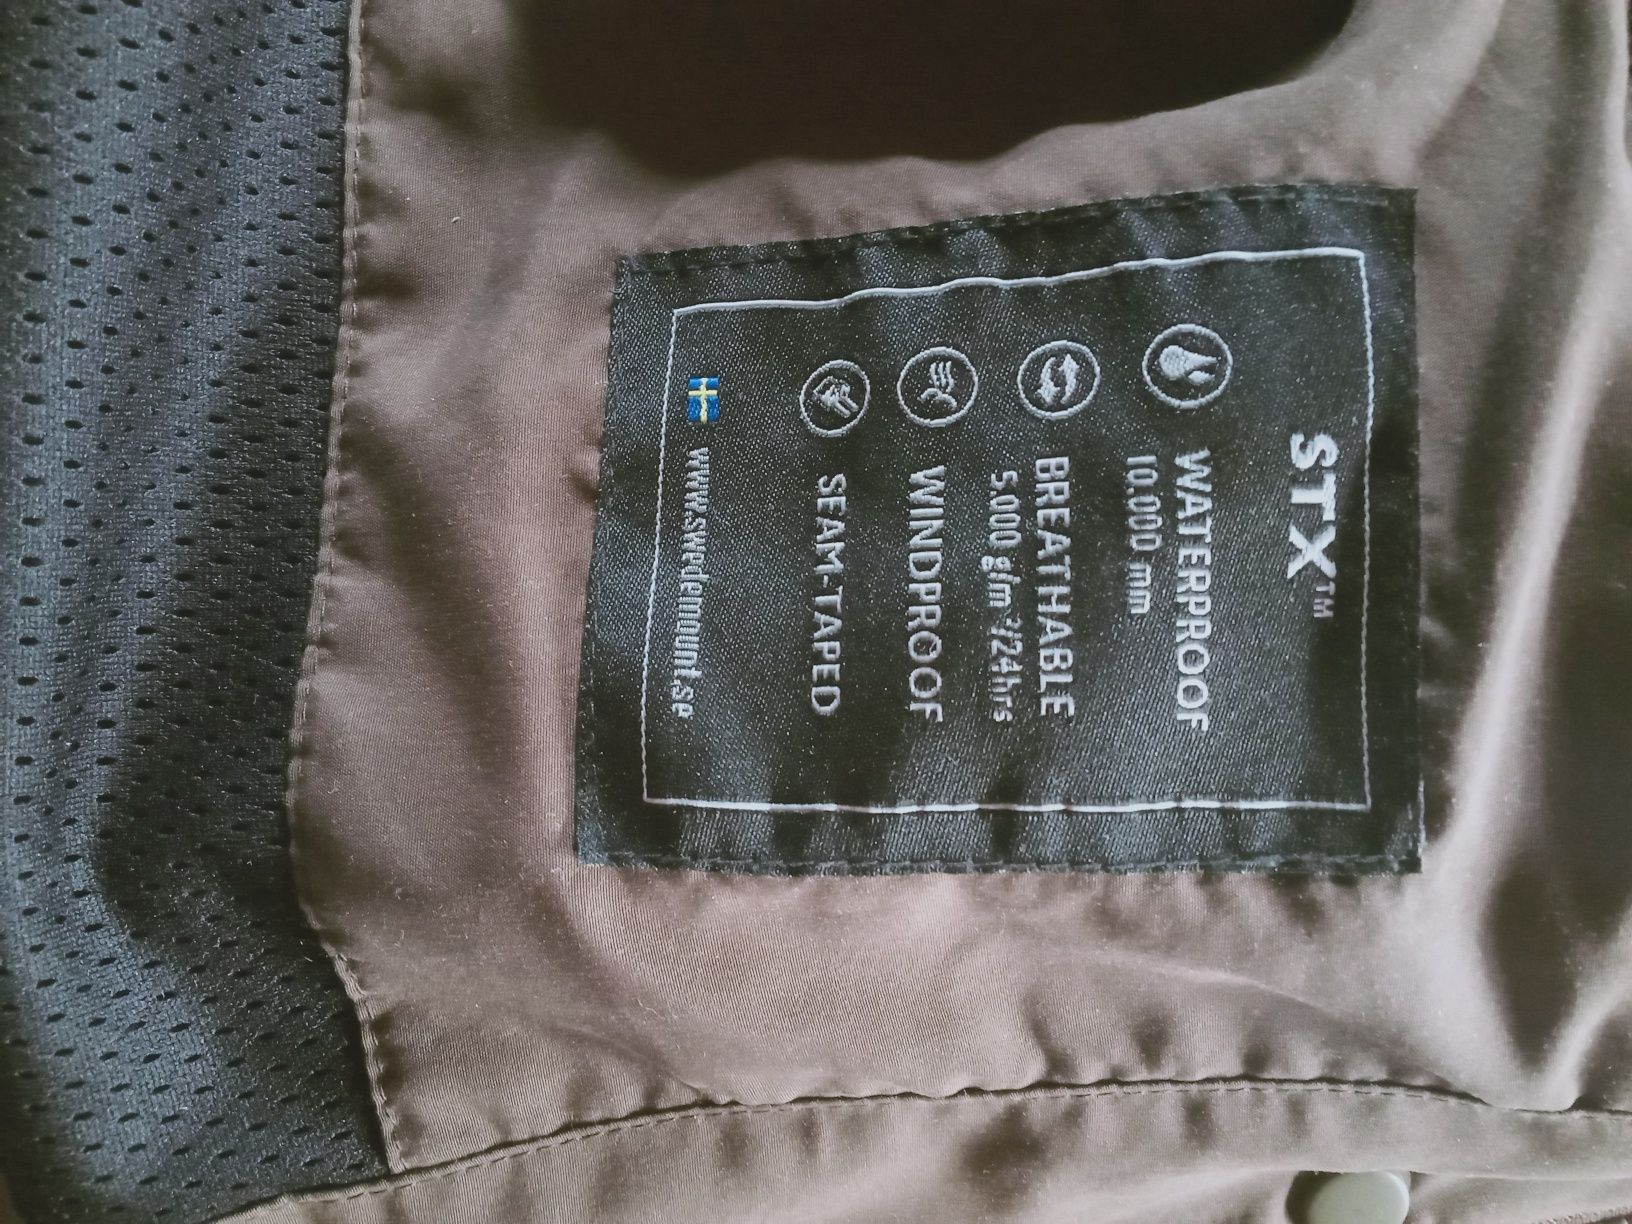 STX™
WATERPROOF
10.000 mm
BREATHABLE
5.000 g/m ²/24hrs
WINDPROOF
SEAM-TAPED
www.swedemount.se